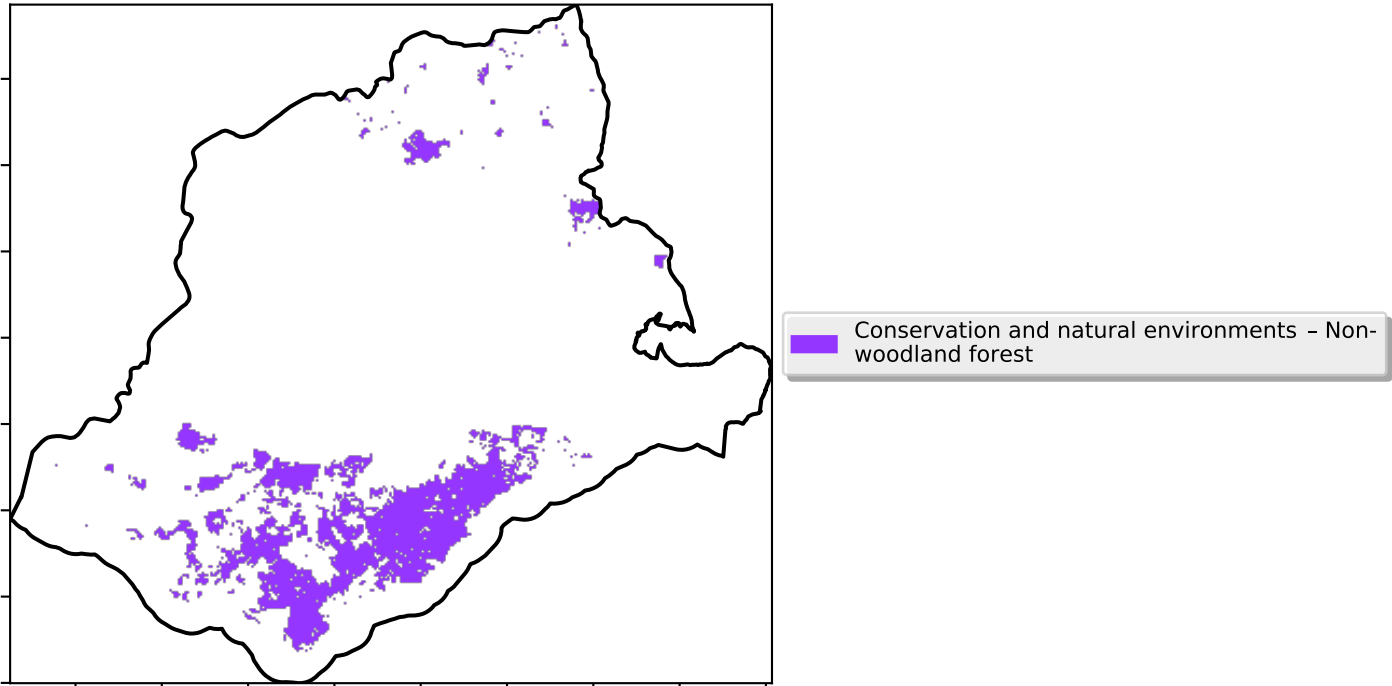 Conservation and natural environments – Non-
woodland forest